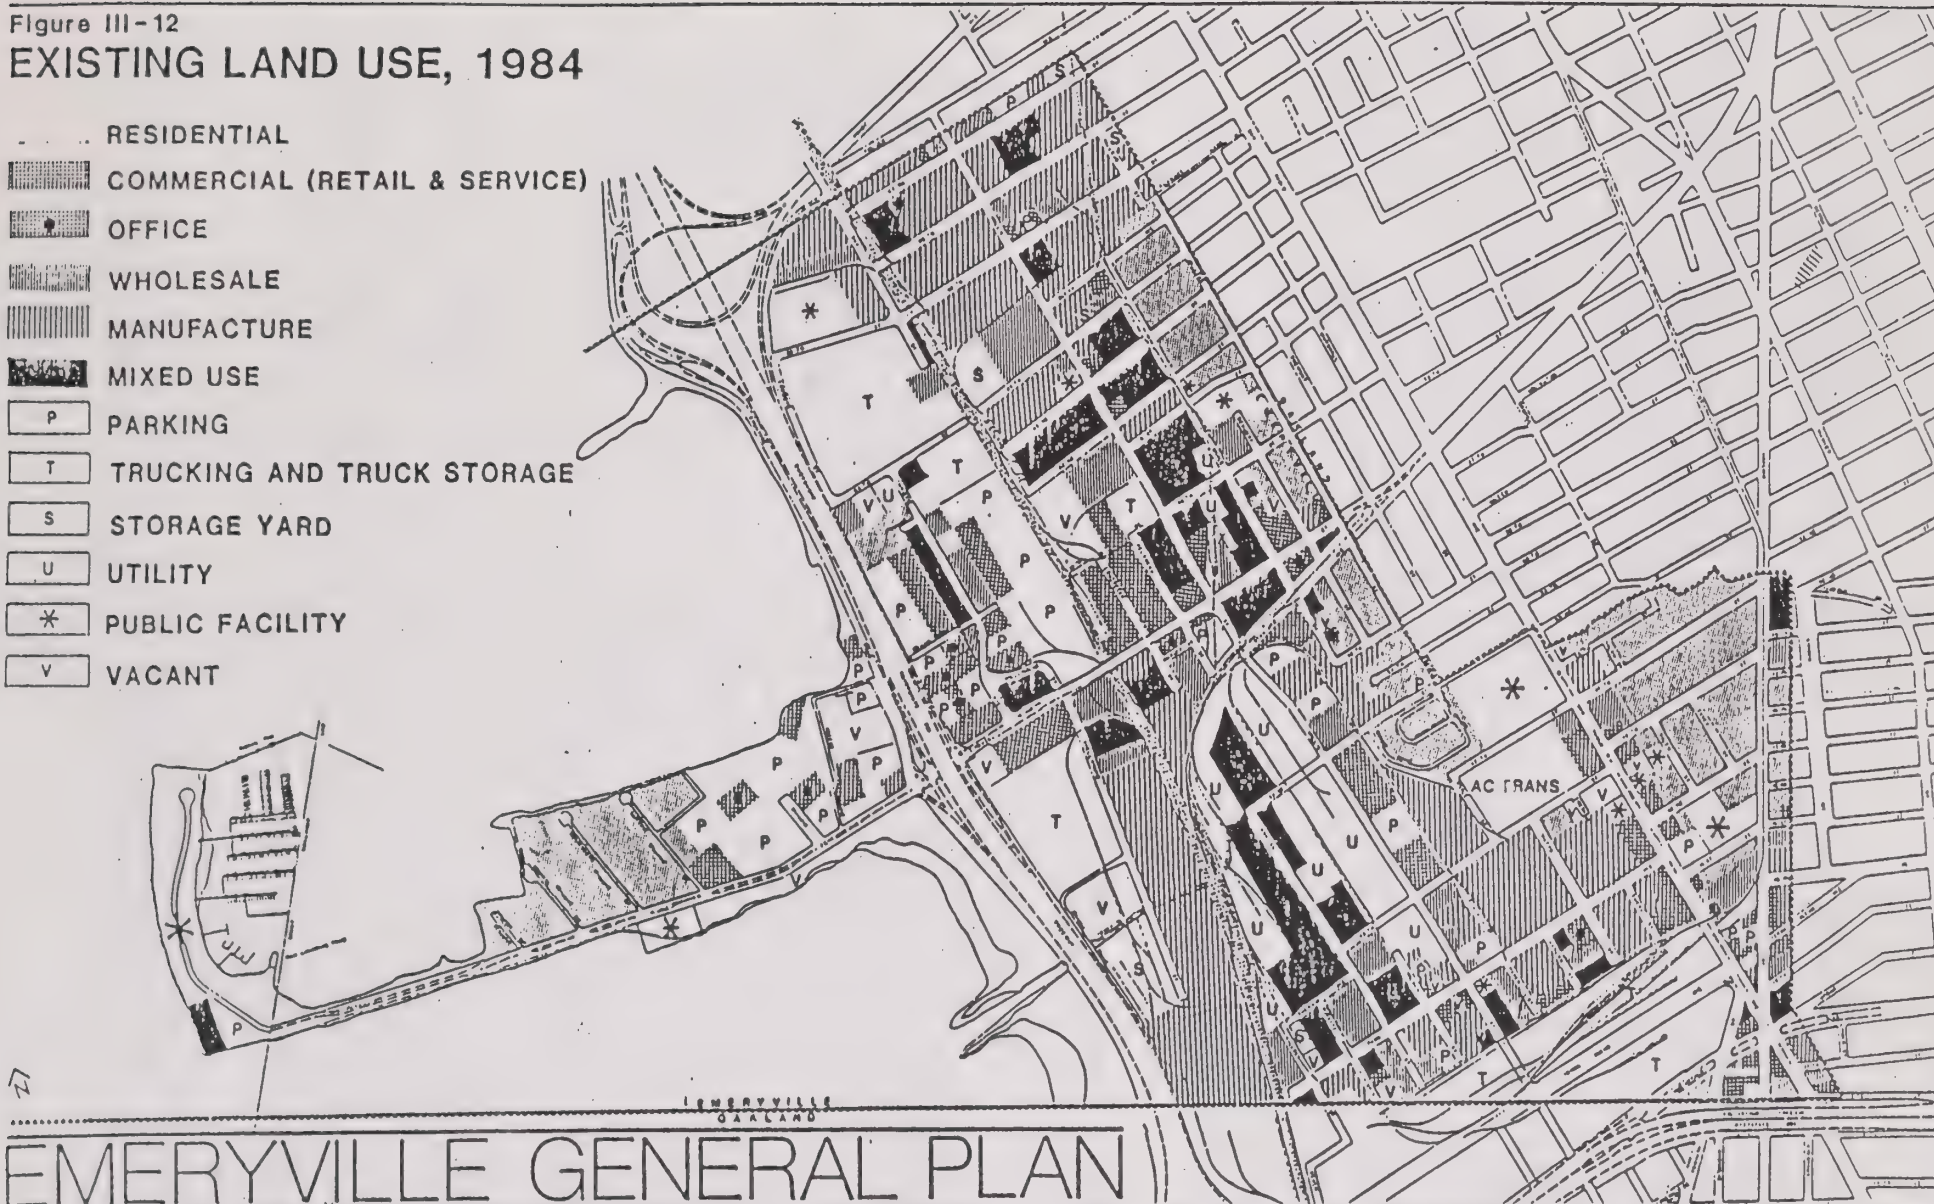 Figure III-12
EXISTING LAND USE, 1984
RESIDENTIAL
COMMERCIAL (RETAIL & SERVICE)
OFFICE
WHOLESALE
MANUFACTURE
MIXED USE
P PARKING
T TRUCKING AND TRUCK STORAGE
S STORAGE YARD
U UTILITY
* PUBLIC FACILITY
V VACANT
S
P
S
*
S
T
*
*
*
U
T
P
V
U
V
T
U
V
P
P
P
P
P
P
P
P
P
P
V
P
P
P
P
P
P
V
*
*
P
V
T
V
S
P
P
U
U
U
U
U
U
U
P
AC TRANS
*
V
*
P
*
P
S
V
P
V
T
T
N
EMERYVILLE
OAKLAND
EMERYVILLE GENERAL PLAN